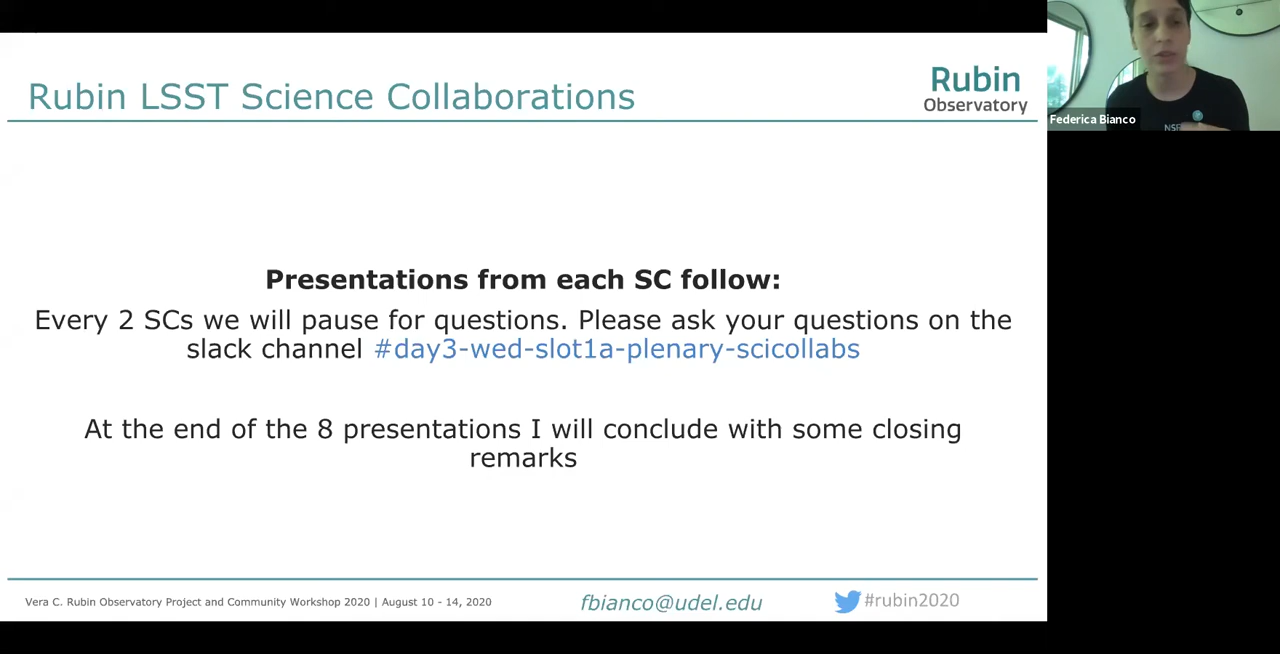 Rubin LSST Science Collaborations
Rubin
Observatory
Federica Bianco
NSF
Presentations from each SC follow:
Every 2 SCs we will pause for questions. Please ask your questions on the
slack channel #day3-wed-slot1a-plenary-scicollabs
At the end of the 8 presentations I will conclude with some closing
remarks
Vera C. Rubin Observatory Project and Community Workshop 2020 | August 10 - 14, 2020
fbianco@udel.edu
#rubin2020